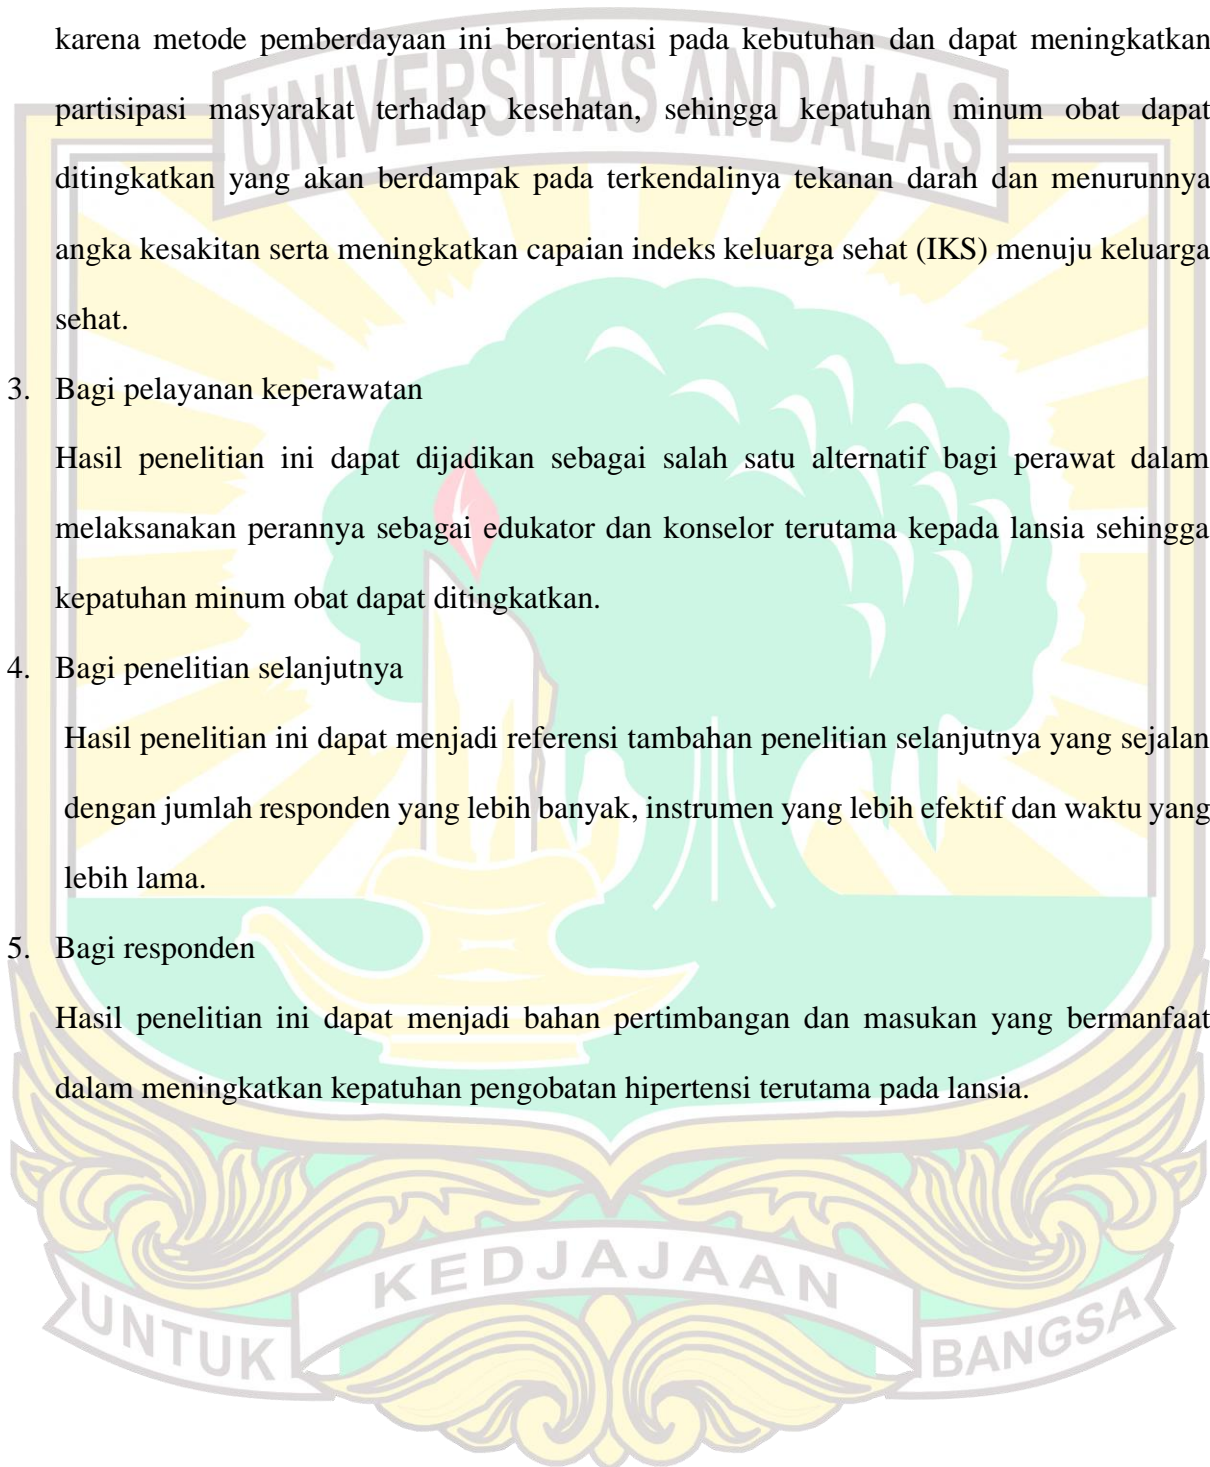 karena metode pemberdayaan ini berorientasi pada kebutuhan dan dapat meningkatkan
UNIVERSITAS ANDALAS
partisipasi masyarakat terhadap kesehatan, sehingga kepatuhan minum obat dapat
ditingkatkan yang akan berdampak pada terkendalinya tekanan darah dan menurunnya
angka kesakitan serta meningkatkan capaian indeks keluarga sehat (IKS) menuju keluarga
sehat.
3. Bagi pelayanan keperawatan
Hasil penelitian ini dapat dijadikan sebagai salah satu alternatif bagi perawat dalam
melaksanakan perannya sebagai edukator dan konselor terutama kepada lansia sehingga
kepatuhan minum obat dapat ditingkatkan.
4. Bagi penelitian selanjutnya
Hasil penelitian ini dapat menjadi referensi tambahan penelitian selanjutnya yang sejalan
dengan jumlah responden yang lebih banyak, instrumen yang lebih efektif dan waktu yang
lebih lama.
5. Bagi responden
Hasil penelitian ini dapat menjadi bahan pertimbangan dan masukan yang bermanfaat
dalam meningkatkan kepatuhan pengobatan hipertensi terutama pada lansia.
UNTUK KEDJAJAAN BANGSA